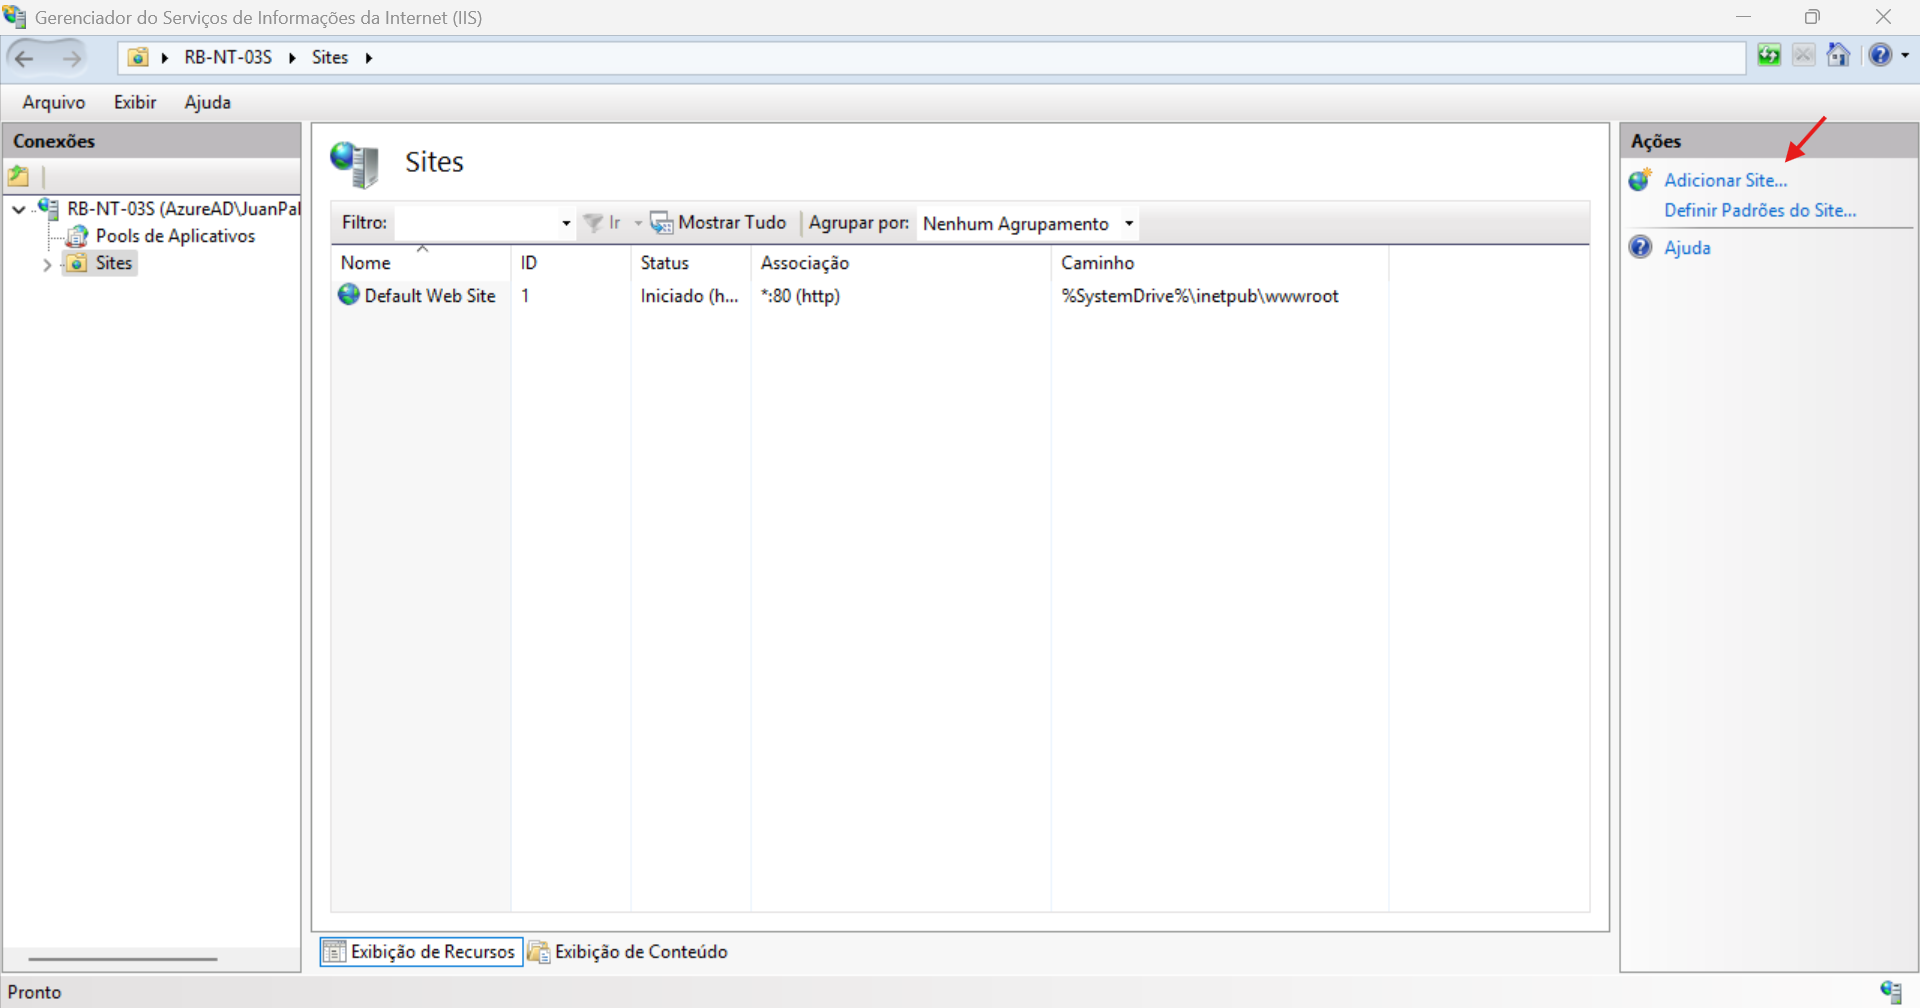 Gerenciador do Serviços de Informações da Internet (IIS)
RB-NT-03S
Sites
Arquivo Exibir Ajuda
Conexões
RB-NT-03S (AzureAD\JuanPal
Pools de Aplicativos
Sites
Sites
Filtro: Ir Mostrar Tudo Agrupar por: Nenhum Agrupamento
Nome ID Status Associação Caminho
Default Web Site 1 Iniciado (h... *:80 (http) %SystemDrive%\inetpub\wwwroot
Exibição de Recursos Exibição de Conteúdo
Ações
Adicionar Site...
Definir Padrões do Site...
Ajuda
Pronto